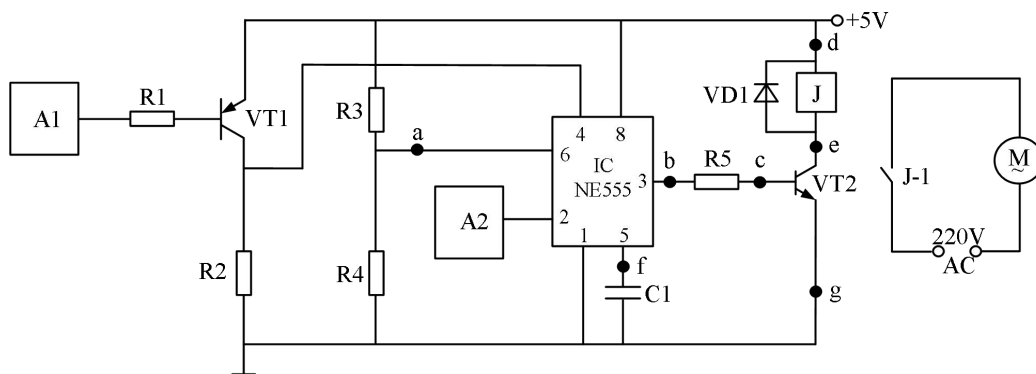 +5V
d
A1
R1
VT1
R3
a
4
8
6
IC
NE555
3
2
1
5
b
R5
c
VD1
J
e
VT2
J-1
M
~
220V
AC
A2
R2
R4
f
C1
g